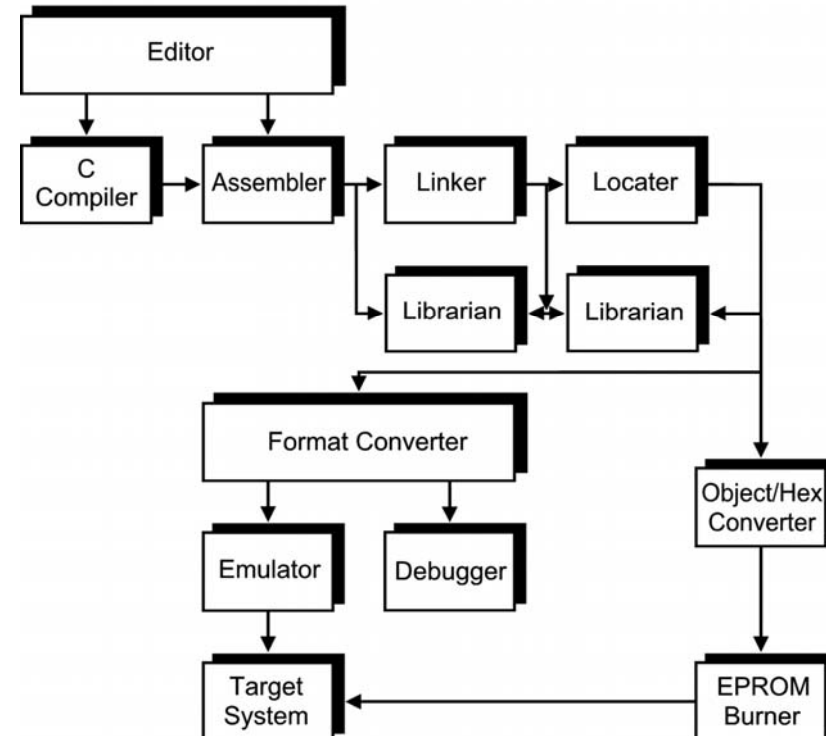 Editor
C
Compiler
Assembler
Linker
Locater
Librarian
Librarian
Format Converter
Object/Hex
Converter
Emulator
Debugger
Target
System
EPROM
Burner